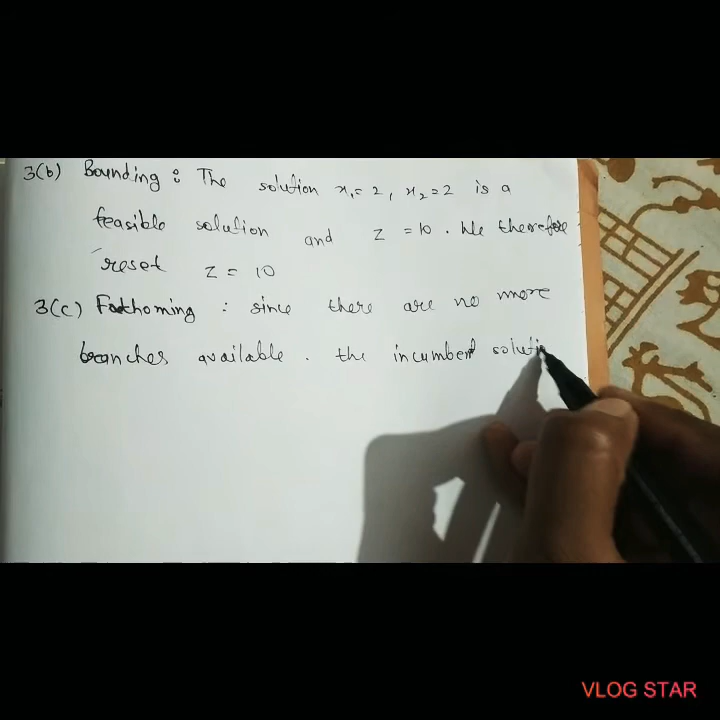 3(b) Bounding : The solution x₁ = 2, x₂ = 2 is a
feasible solution and z = 10. We therefore
reset z = 10
3(c) Fathoming : since there are no more
branches available. the incumbent soluti
VLOG STAR